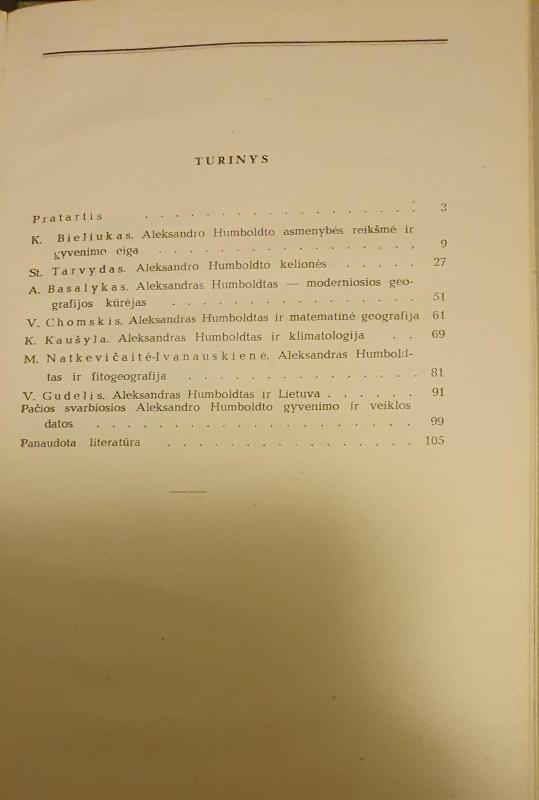 TURINYS
Pratartis . . . . . . . . . . . . . . . 3
K. Bieliukas. Aleksandro Humboldto asmenybės reikšmė ir
gyvenimo eiga . . . . . . . . . . . . 9
St. Tarvydas. Aleksandro Humboldto kelionės . . . . . 27
A. Basalykas. Aleksandras Humboldtas — moderniosios geo-
grafijos kūrėjas . . . . . . . . . . . . . 51
V. Chomskis. Aleksandras Humboldtas ir matematinė geografija 61
K. Kaušyla. Aleksandras Humboldtas ir klimatologija . . 69
M. Natkevičaitė-Ivanauskienė. Aleksandras Humbold-
tas ir fitogeografija . . . . . . . . . . . . 81
V. Gudelis. Aleksandras Humboldtas ir Lietuva . . . . . . 91
Pačios svarbiosios Aleksandro Humboldto gyvenimo ir veiklos
datos . . . . . . . . . . . . . . . . . 99
Panaudota literatūra . . . . . . . . . . . . . 105